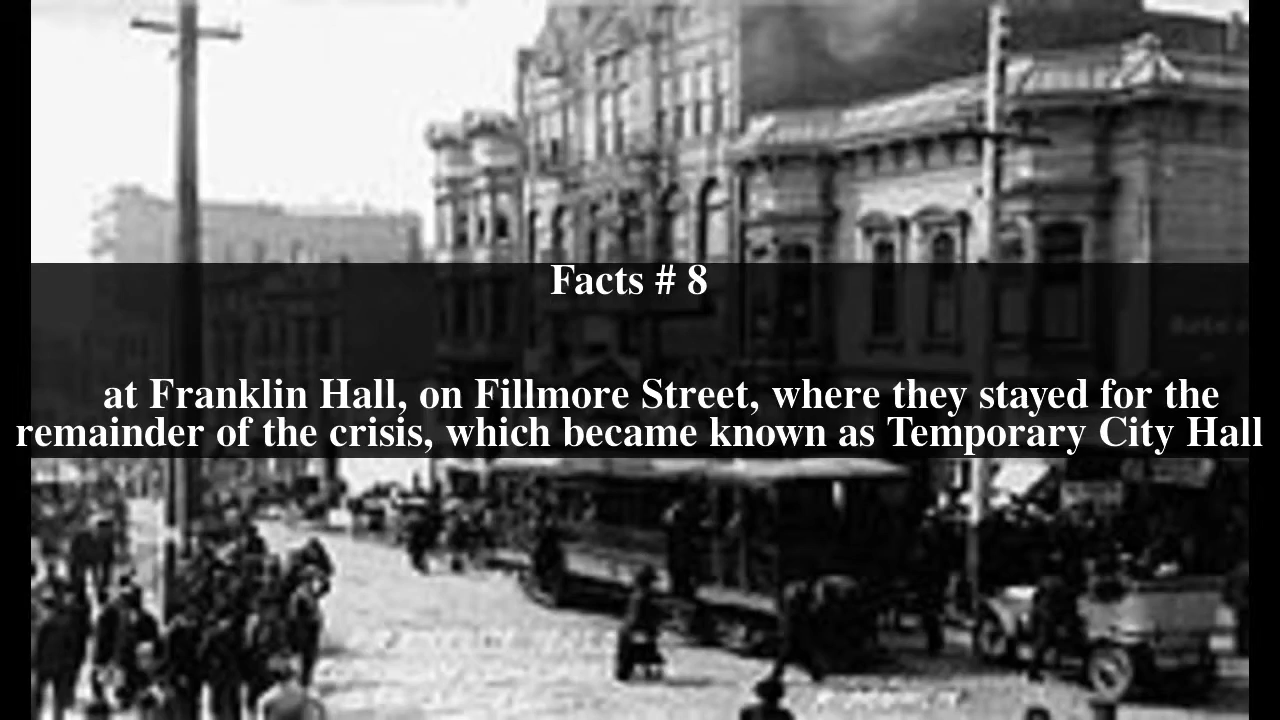 Facts # 8
at Franklin Hall, on Fillmore Street, where they stayed for the
remainder of the crisis, which became known as Temporary City Hall